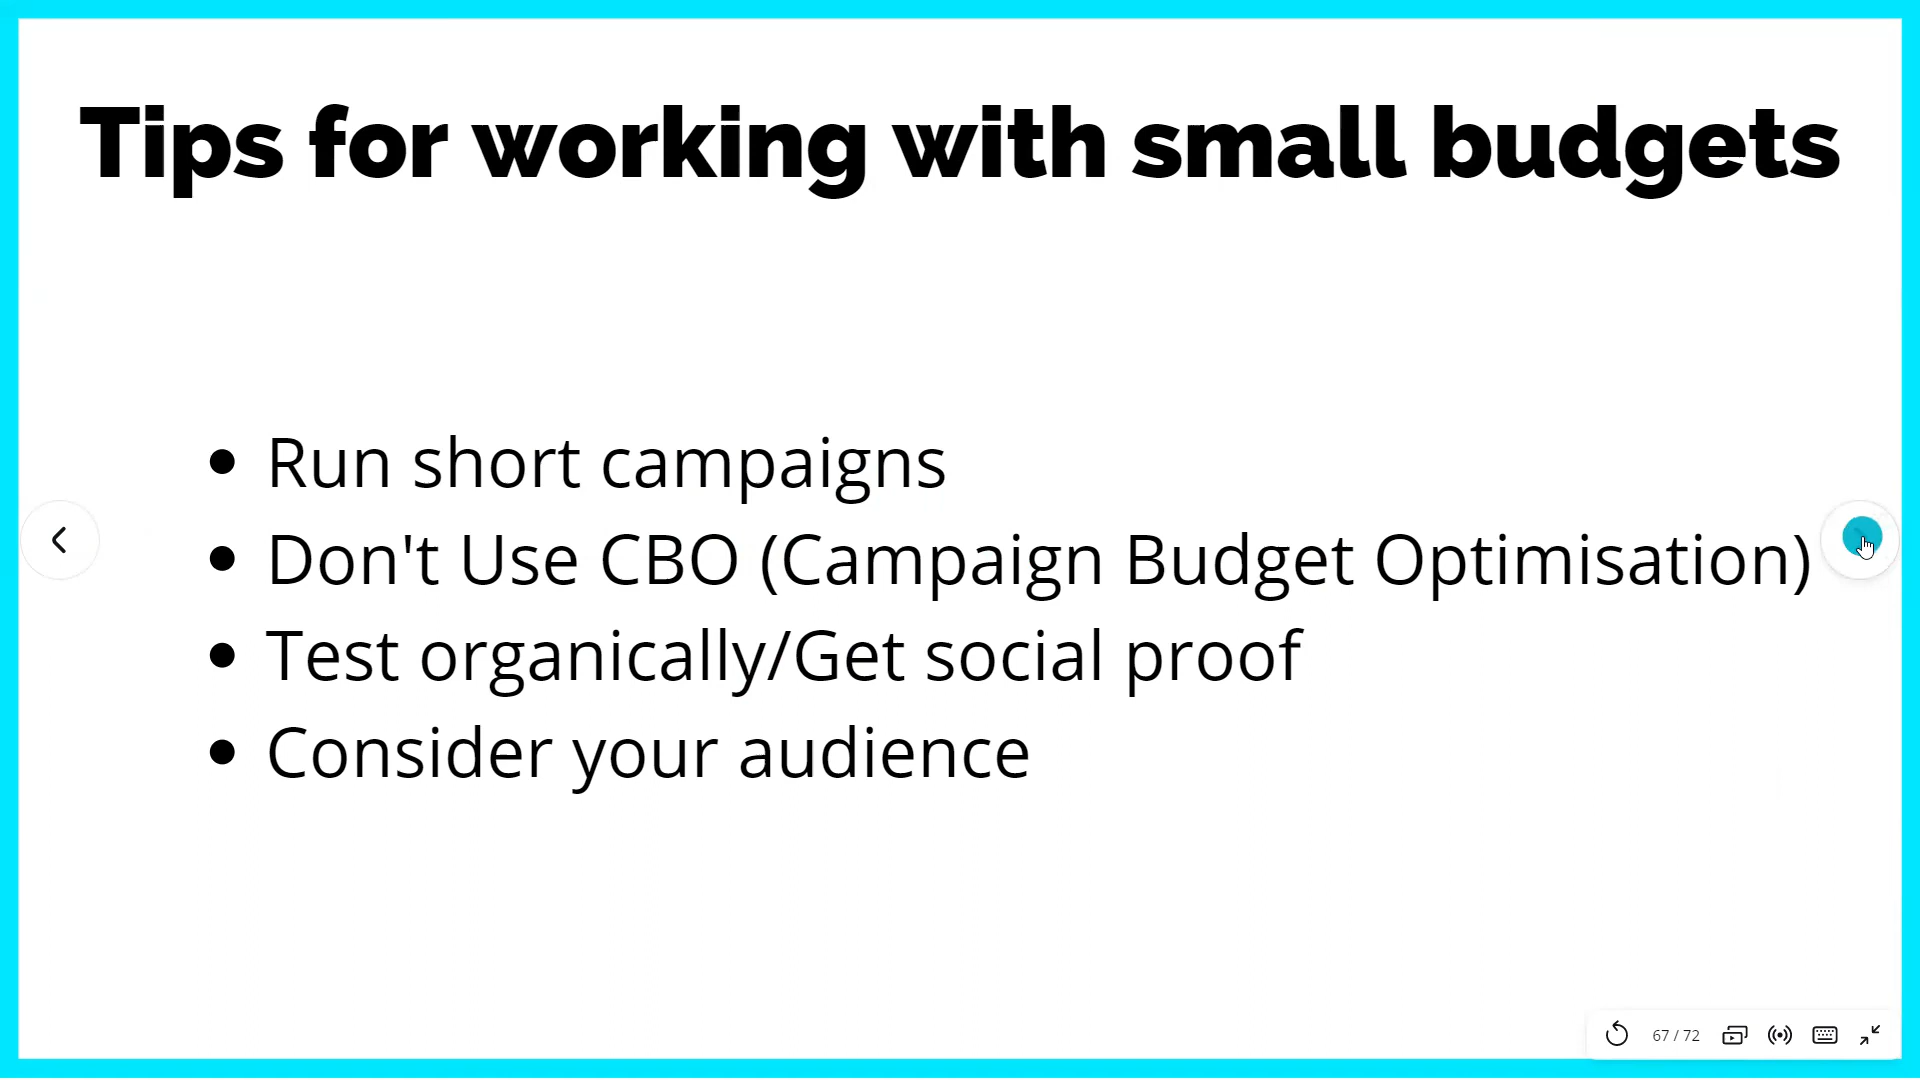 Tips for working with small budgets
• Run short campaigns
• Don't Use CBO (Campaign Budget Optimisation)
• Test organically/Get social proof
• Consider your audience
67 / 72